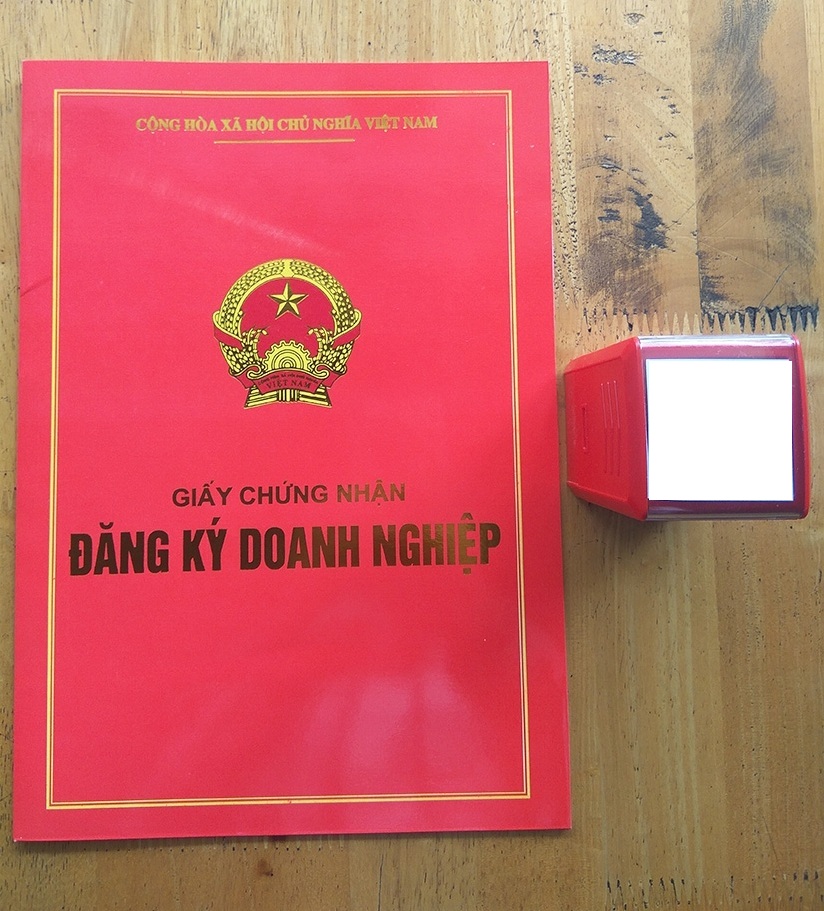 CỘNG HÒA XÃ HỘI CHỦ NGHĨA VIỆT NAM
VIỆT NAM
GIẤY CHỨNG NHẬN
ĐĂNG KÝ DOANH NGHIỆP